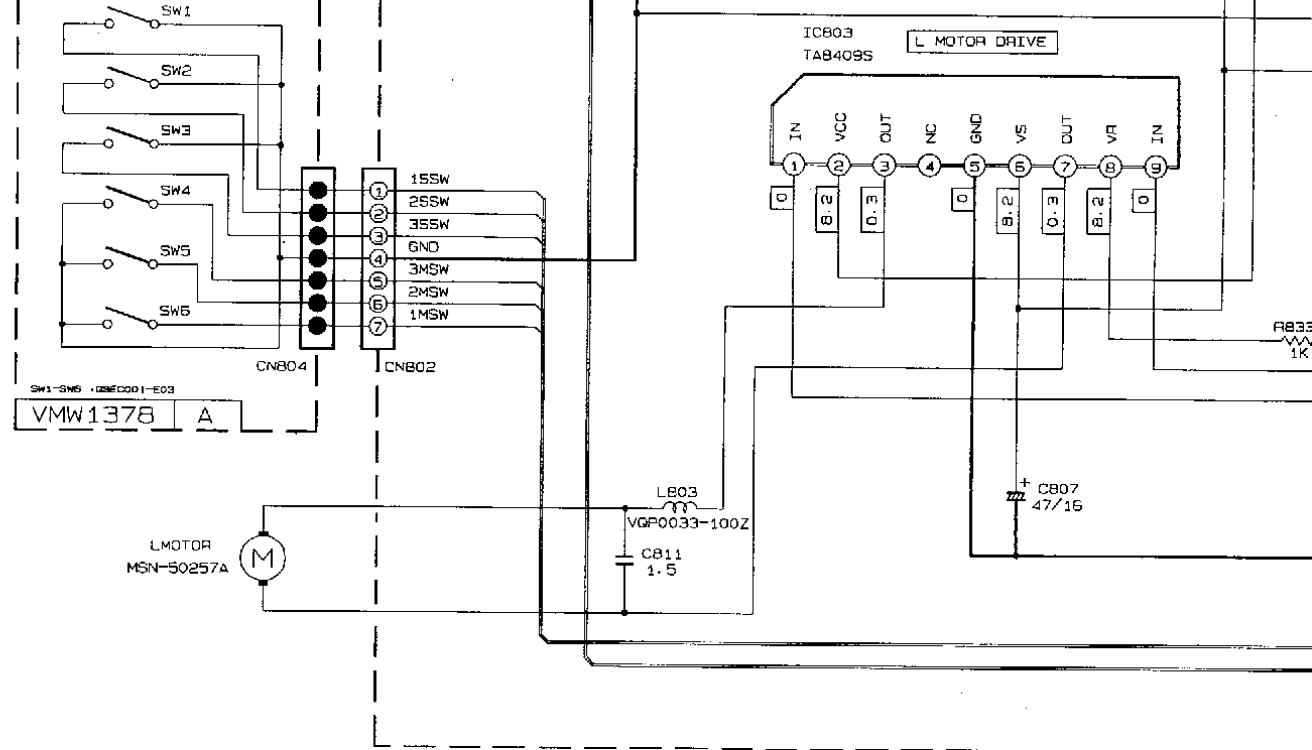 SW1
SW2
SW3
SW4
SW5
SW6
1SSW
2SSW
3SSW
GND
3MSW
2MSW
1MSW
1
2
3
4
5
6
7
CN804
CN802
VMW1378 A
IC803
TA8409S
L MOTOR DRIVE
IN VCC OUT NC GND VS OUT VR IN
1 2 3 4 5 6 7 8 9
0 8.2 0.3 0 8.2 0.3 8.2 0
R833
1K
C807
+
47/16
L803
VQP0033-100Z
C811
1.5
LMOTOR
MSN-50257A
M